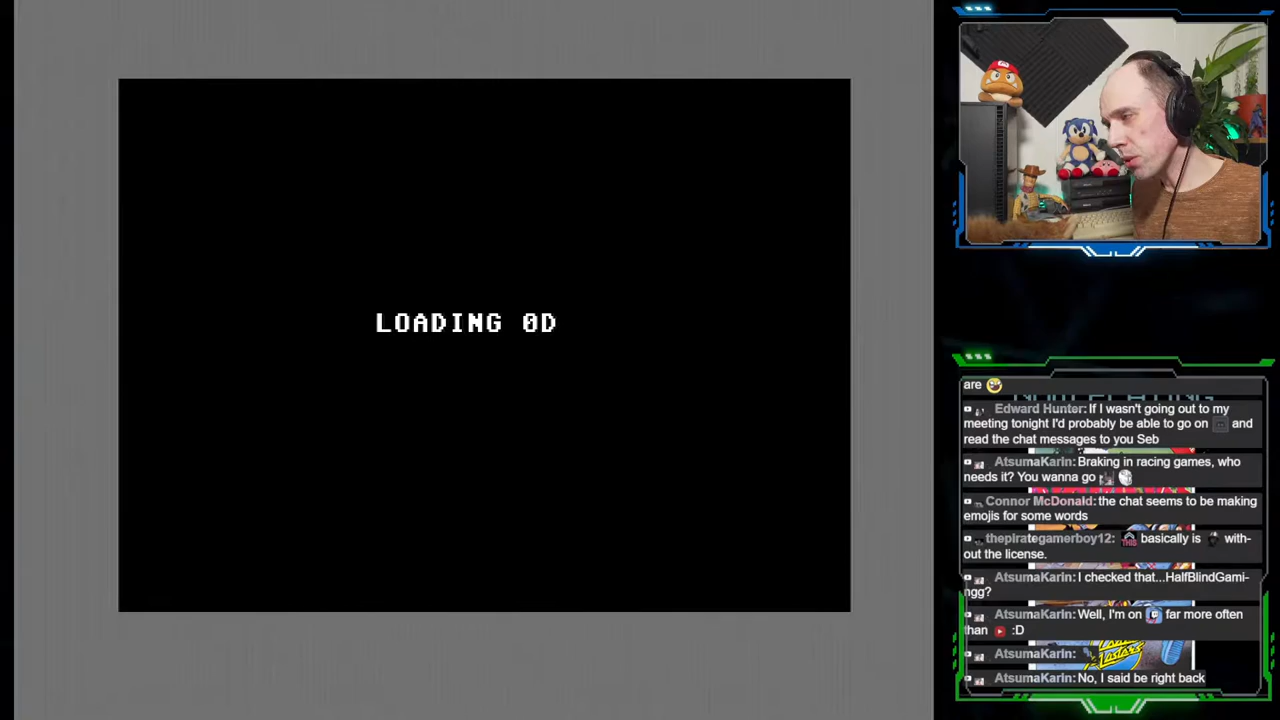 LOADING 0D
are
Edward Hunter: If I wasn't going out to my
meeting tonight I'd probably be able to go on and
read the chat messages to you Seb
AtsumaKarin: Braking in racing games, who
needs it? You wanna go
Connor McDonald: the chat seems to be making
emojis for some words
thepirategamerboy12: THIS basically is with-
out the license.
AtsumaKarin: I checked that...HalfBlindGami-
ngg?
AtsumaKarin: Well, I'm on far more often
than :D
AtsumaKarin:
AtsumaKarin: No, I said be right back